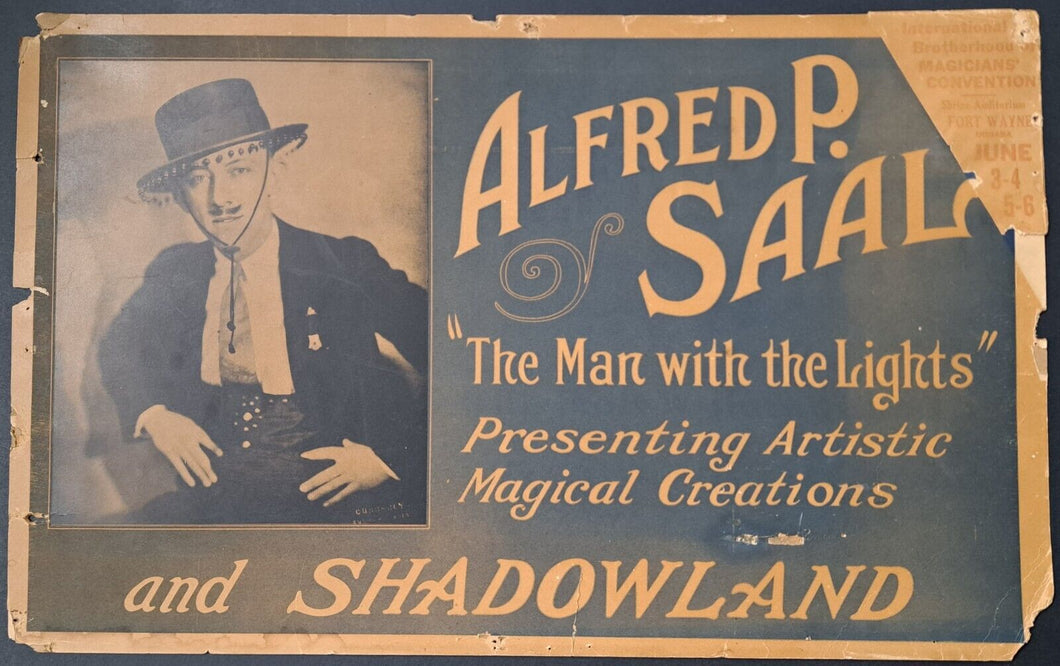 International
Brotherhood of
MAGICIANS'
CONVENTION
Shrine Auditorium
FORT WAYNE
INDIANA
JUNE
3-4
5-6
ALFRED P.
SAAL
"The Man with the Lights"
Presenting Artistic
Magical Creations
and SHADOWLAND